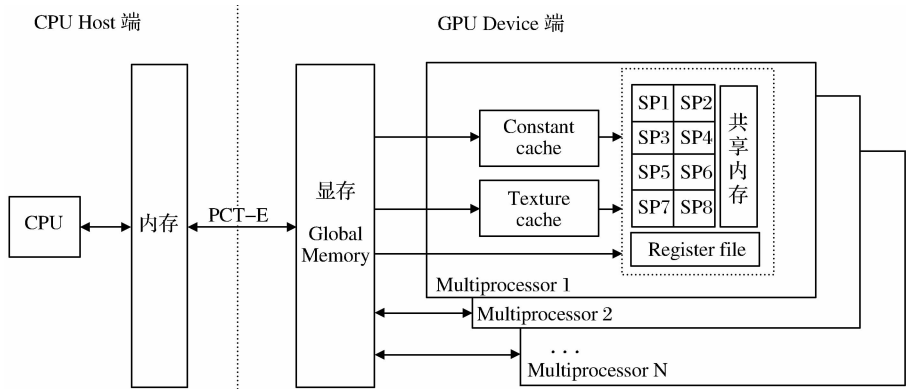 CPU Host 端
GPU Device 端
CPU
内存
PCT-E
显存
Global
Memory
Constant
cache
Texture
cache
SP1 SP2
SP3 SP4
SP5 SP6
SP7 SP8
共享内存
Register file
Multiprocessor 1
Multiprocessor 2
...
Multiprocessor N